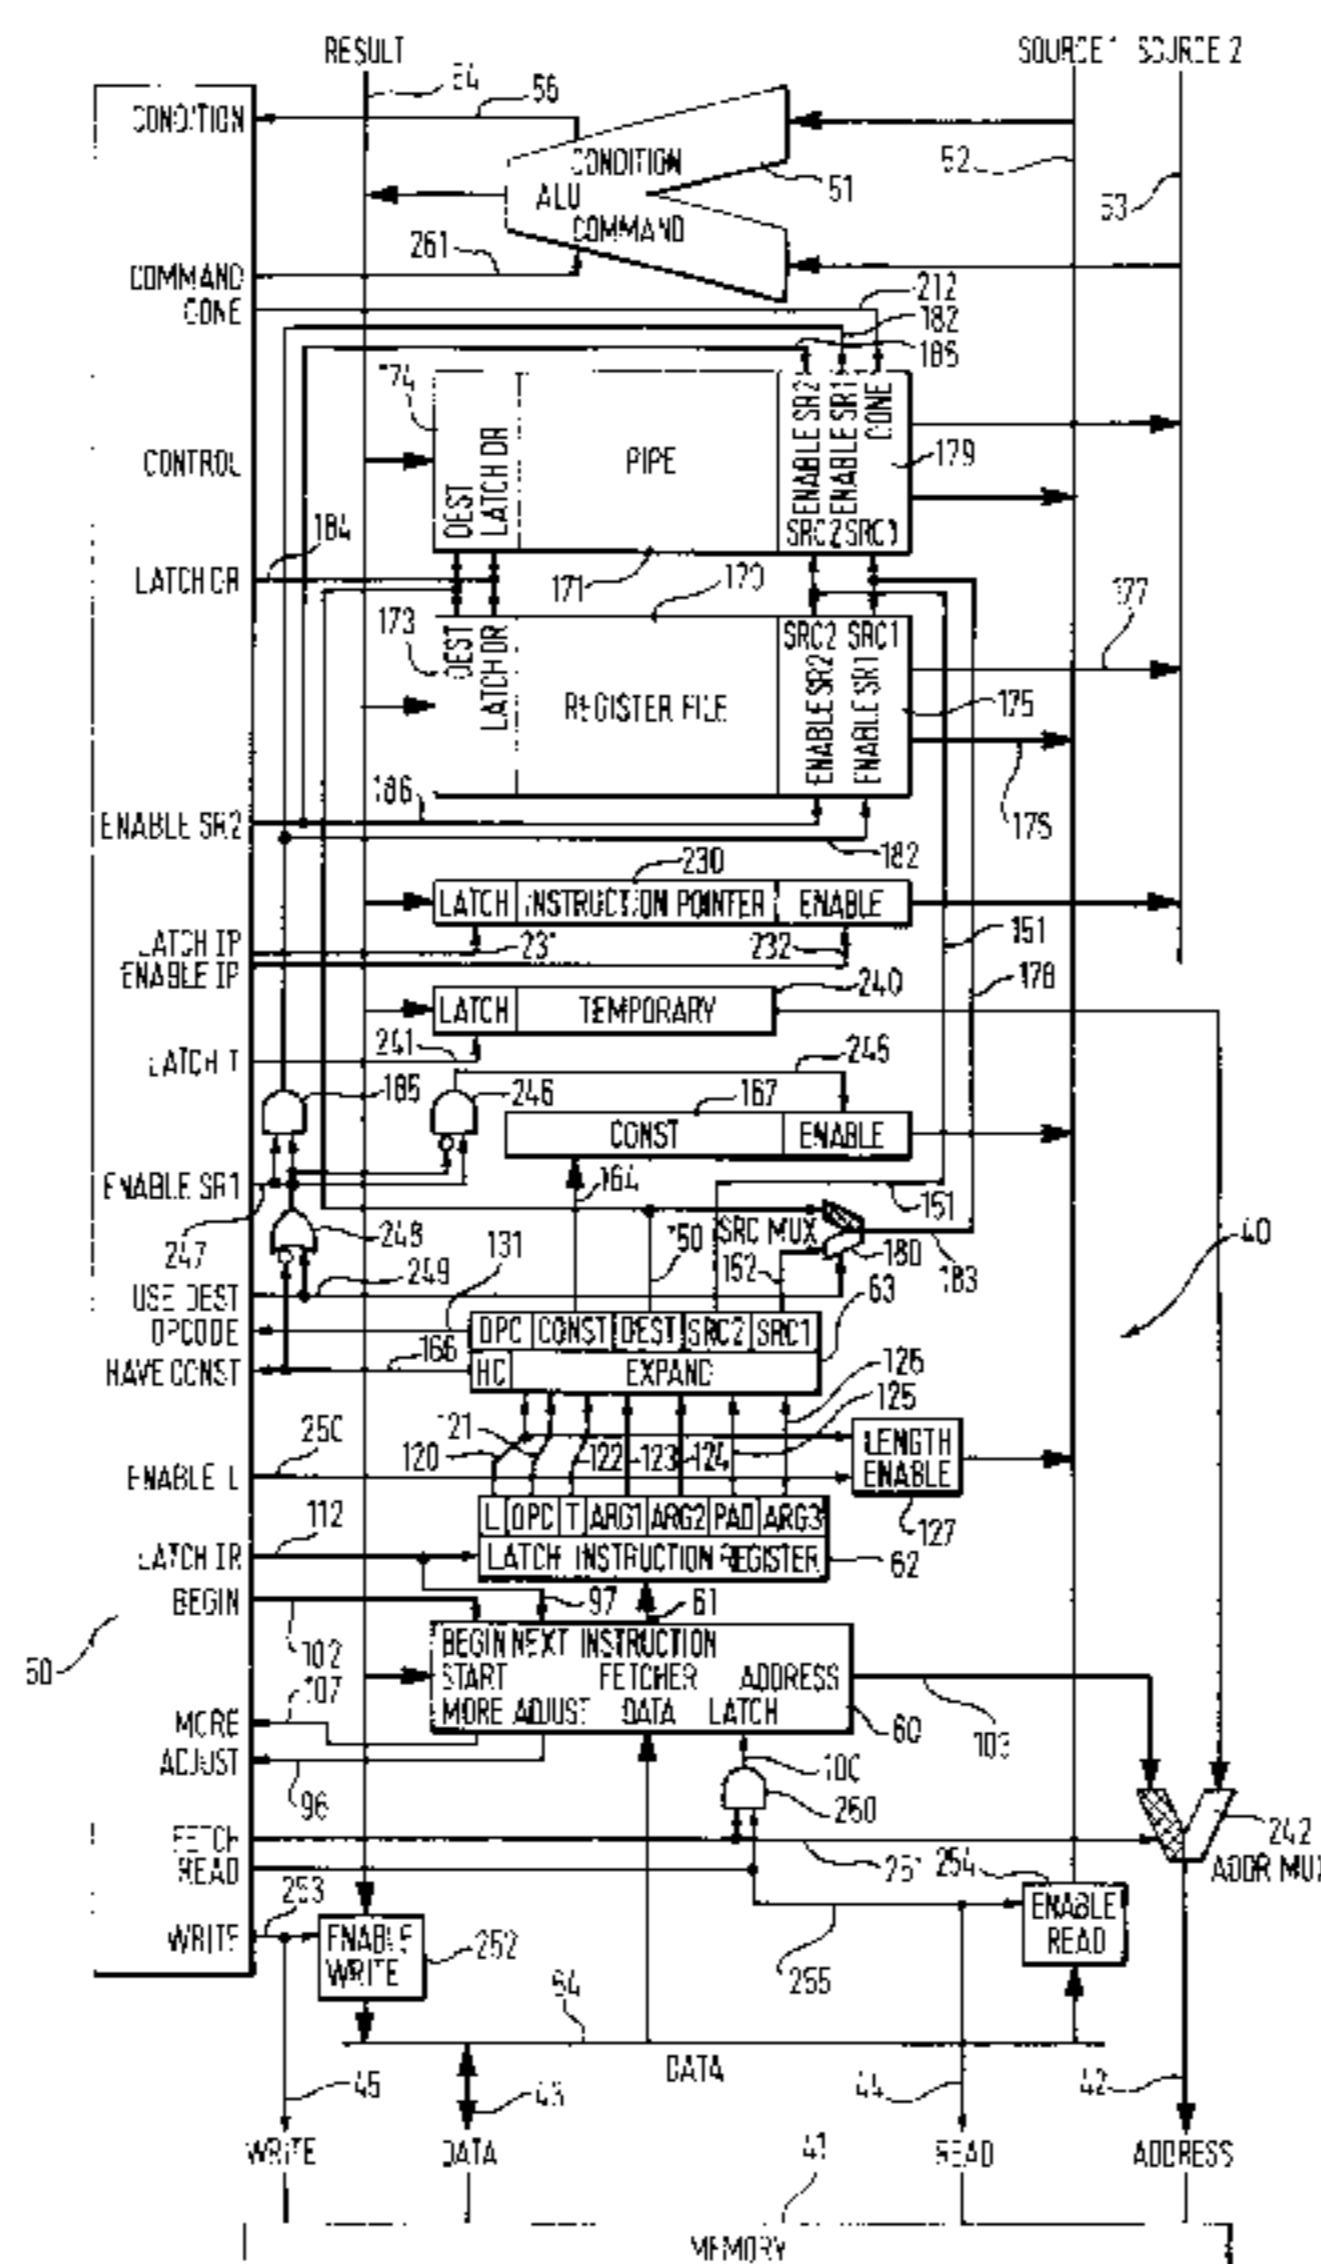 RESULT
SOURCE 1 SOURCE 2
54
56
CONDITION
CONDITION
52
ALU
51
53
COMMAND
261
COMMAND
212
182
186
174
ENABLE SR2
ENABLE SR1
CONTROL
DEST
LATCH DR
PIPE
179
SRC2 SRC1
184
LATCH DR
171
170
177
173
DEST
LATCH DR
SRC2 SRC1
REGISTER FILE
ENABLE SR2
ENABLE SR1
175
186
ENABLE SR2
182
230
LATCH INSTRUCTION POINTER ENABLE
LATCH IP
231
232
151
ENABLE IP
178
240
LATCH TEMPORARY
241
LATCH T
185
246
167
CONST ENABLE
ENABLE SR1
164
151
SRC MUX
40
247
248
131
150
152
180
249
183
USE DEST
63
OPCODE
OPC CONST DEST SRC2 SRC1
HAVE CONST
166
HC EXPAND
126
125
250
121
120
122
123
124
LENGTH
ENABLE
ENABLE L
112
L OPC T ARG1 ARG2 PAD ARG3
127
LATCH IR
LATCH INSTRUCTION REGISTER
62
BEGIN
97
61
102
BEGIN NEXT INSTRUCTION
50
START FETCHER ADDRESS
107
MORE ADJUST DATA LATCH
60
103
MORE
ADJUST
100
96
260
FETCH
242
254
ADDR MUX
READ
253
ENABLE
READ
WRITE
ENABLE
WRITE
252
255
64
DATA
45
43
44
42
WRITE
DATA
41
READ
ADDRESS
MEMORY